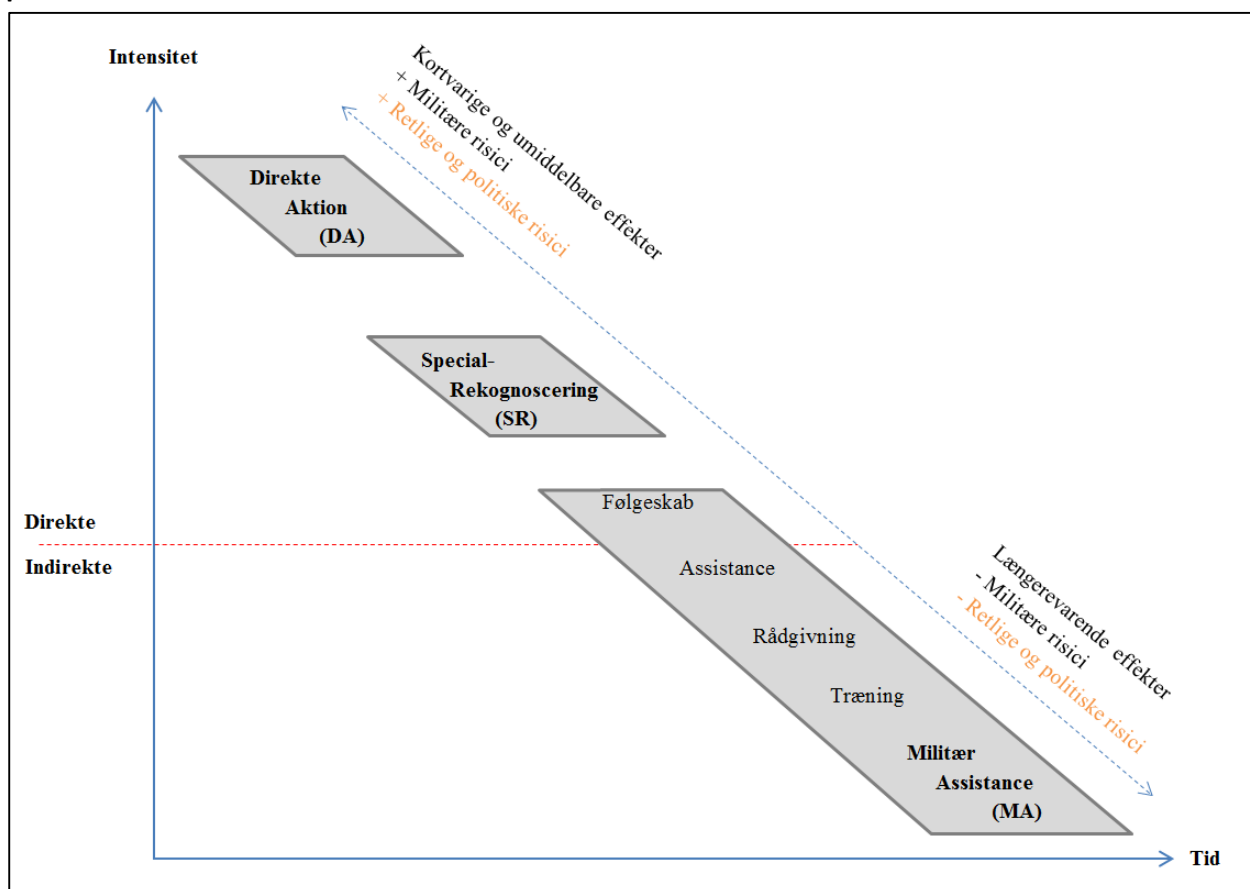 Intensitet
Kortvarige og umiddelbare effekter
+ Militære risici
+ Retlige og politiske risici
Direkte
Aktion
(DA)
Special-
Rekognoscering
(SR)
Følgeskab
Direkte
Indirekte
Assistance
Rådgivning
Træning
Militær
Assistance
(MA)
Længerevarende effekter
- Militære risici
- Retlige og politiske risici
Tid